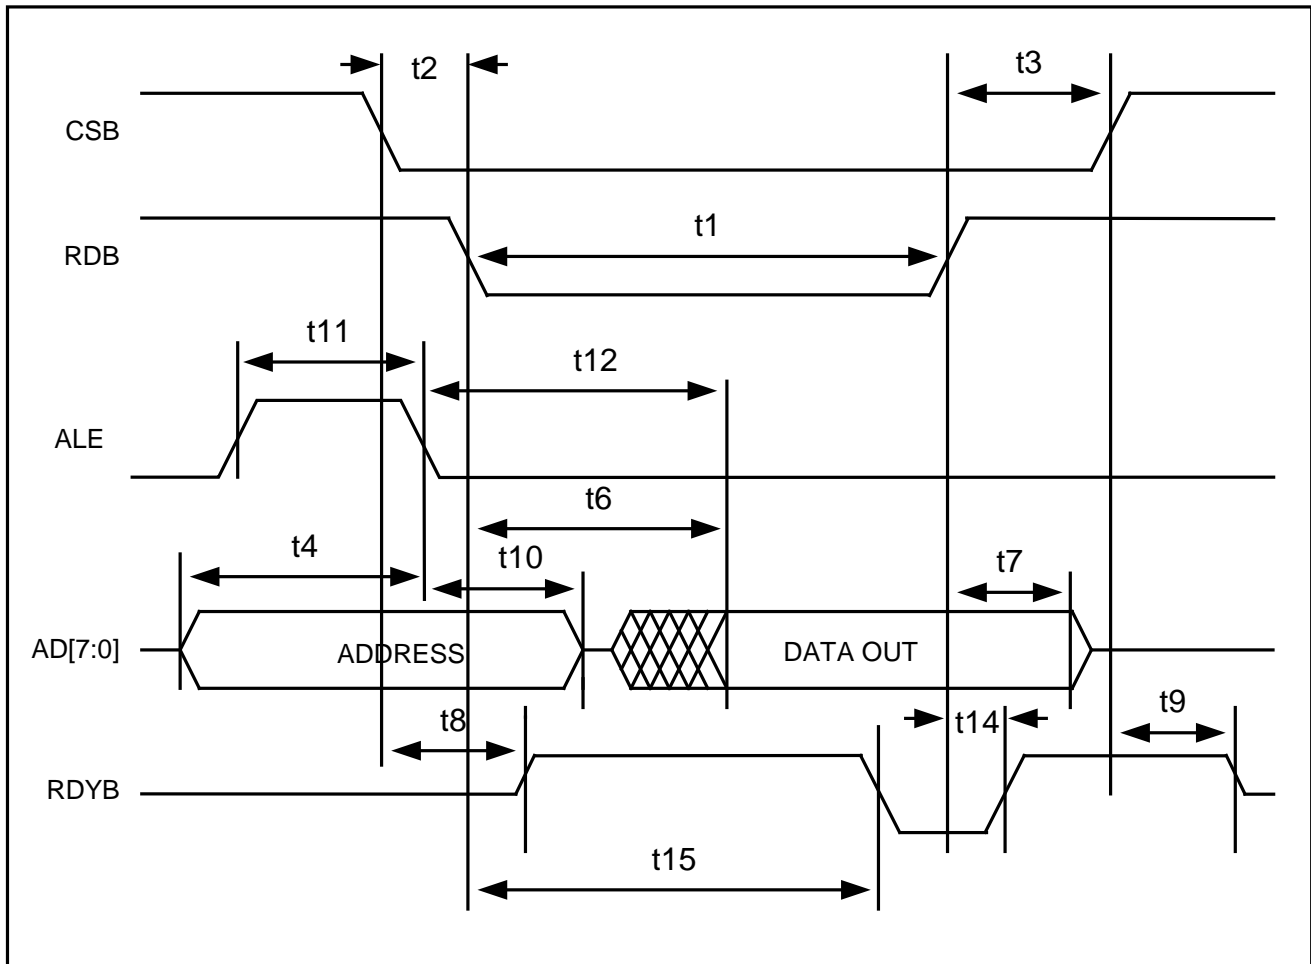 t2
t3
CSB
t1
RDB
t11
t12
ALE
t6
t4
t10
t7
AD[7:0]
ADDRESS
DATA OUT
t8
t14
t9
RDYB
t15